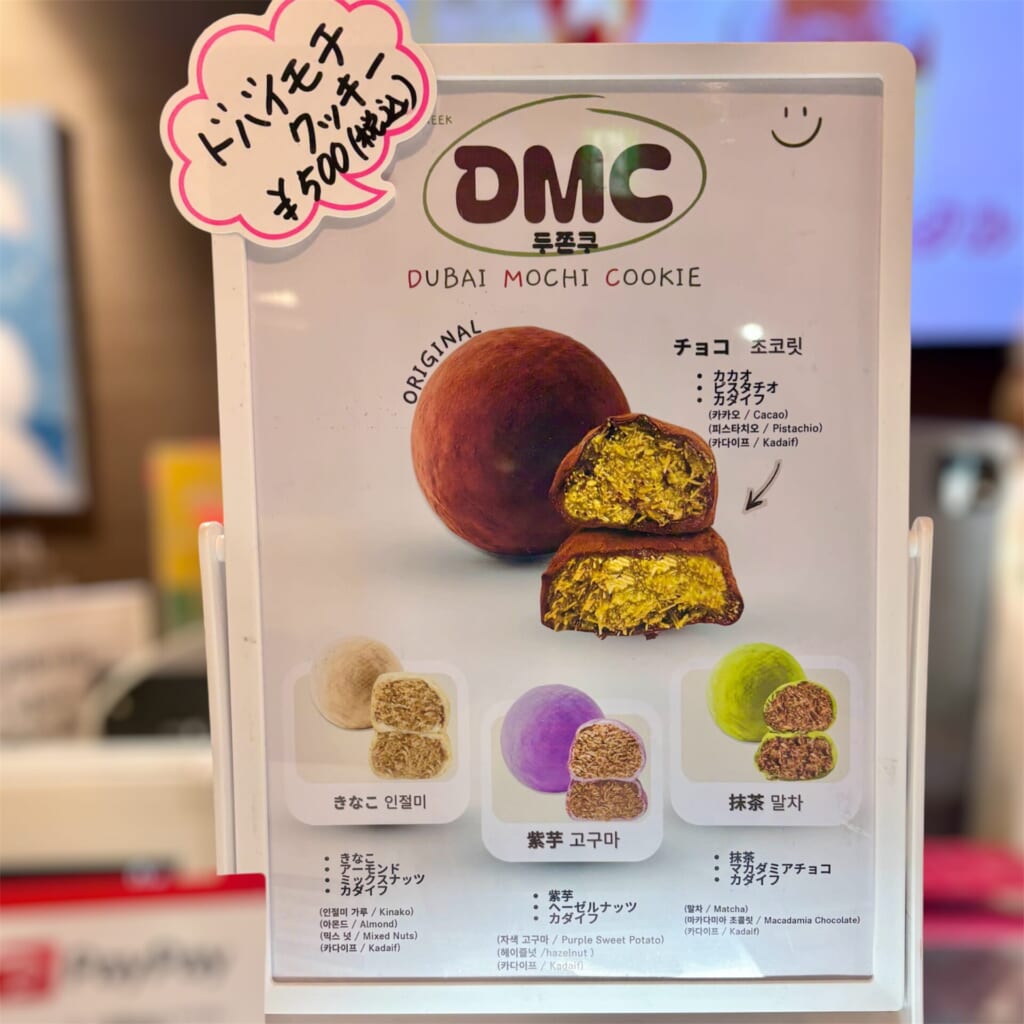 ドバイモチ
クッキー
¥500(税込)
EEK
DMC
두쫀쿠
DUBAI MOCHI COOKIE
ORIGINAL
チョコ 초코릿
• カカオ
• ピスタチオ
• カダイフ
(카카오 / Cacao)
(피스타치오 / Pistachio)
(카다이프 / Kadaif)
きなこ 인절미
• きなこ
• アーモンド
• ミックスナッツ
• カダイフ
(인절미 가루 / Kinako)
(아몬드 / Almond)
(믹스 넛 / Mixed Nuts)
(카다이프 / Kadaif)
紫芋 고구마
• 紫芋
• ヘーゼルナッツ
• カダイフ
(자색 고구마 / Purple Sweet Potato)
(헤이즐넛 /hazelnut )
(카다이프 / Kadaif)
抹茶 말차
• 抹茶
• マカダミアチョコ
• カダイフ
(말차 / Matcha)
(마카다미아 초콜릿 / Macadamia Chocolate)
(카다이프 / Kadaif)